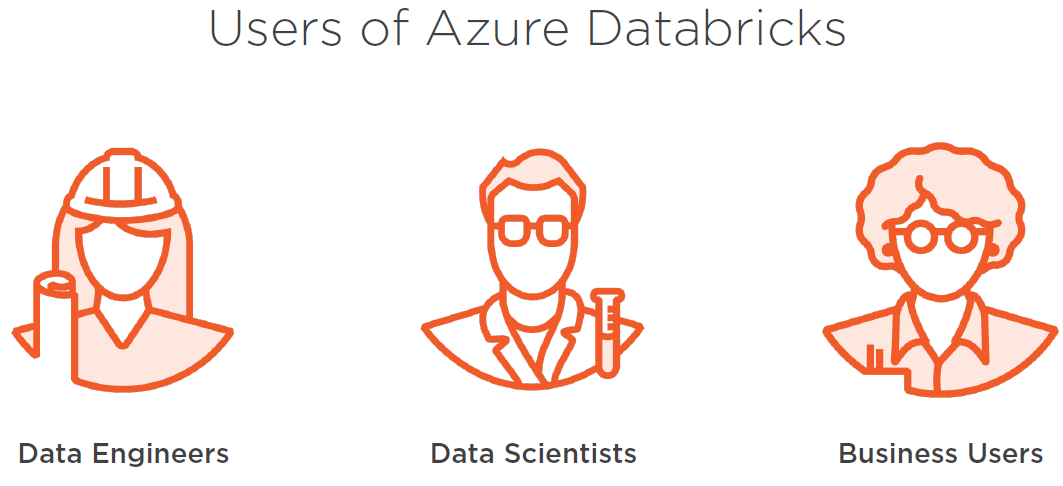 Users of Azure Databricks
Data Engineers
Data Scientists
Business Users